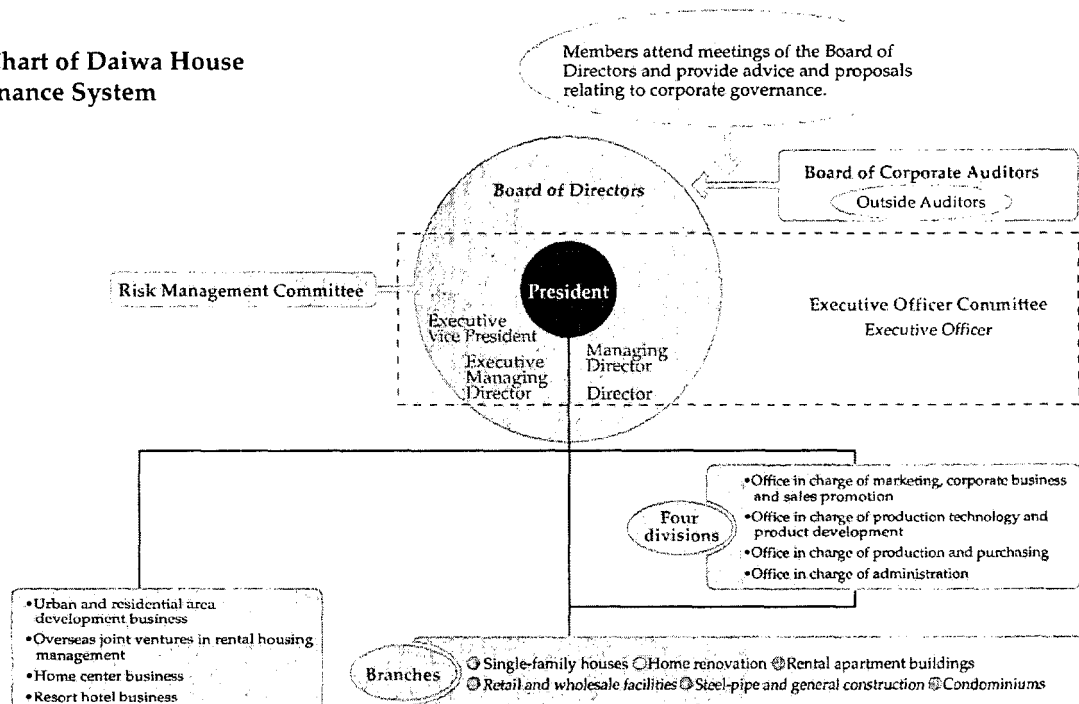 Chart of Daiwa House
nance System
Members attend meetings of the Board of
Directors and provide advice and proposals
relating to corporate governance.
Board of Directors
Board of Corporate Auditors
Outside Auditors
Risk Management Committee
President
Executive Officer Committee
Executive Officer
Executive
Vice President
Executive
Managing
Director
Managing
Director
Director
Four
divisions
•Office in charge of marketing, corporate business
and sales promotion
•Office in charge of production technology and
product development
•Office in charge of production and purchasing
•Office in charge of administration
•Urban and residential area
development business
•Overseas joint ventures in rental housing
management
•Home center business
•Resort hotel business
Branches
Single-family houses Home renovation Rental apartment buildings
Retail and wholesale facilities Steel-pipe and general construction Condominiums